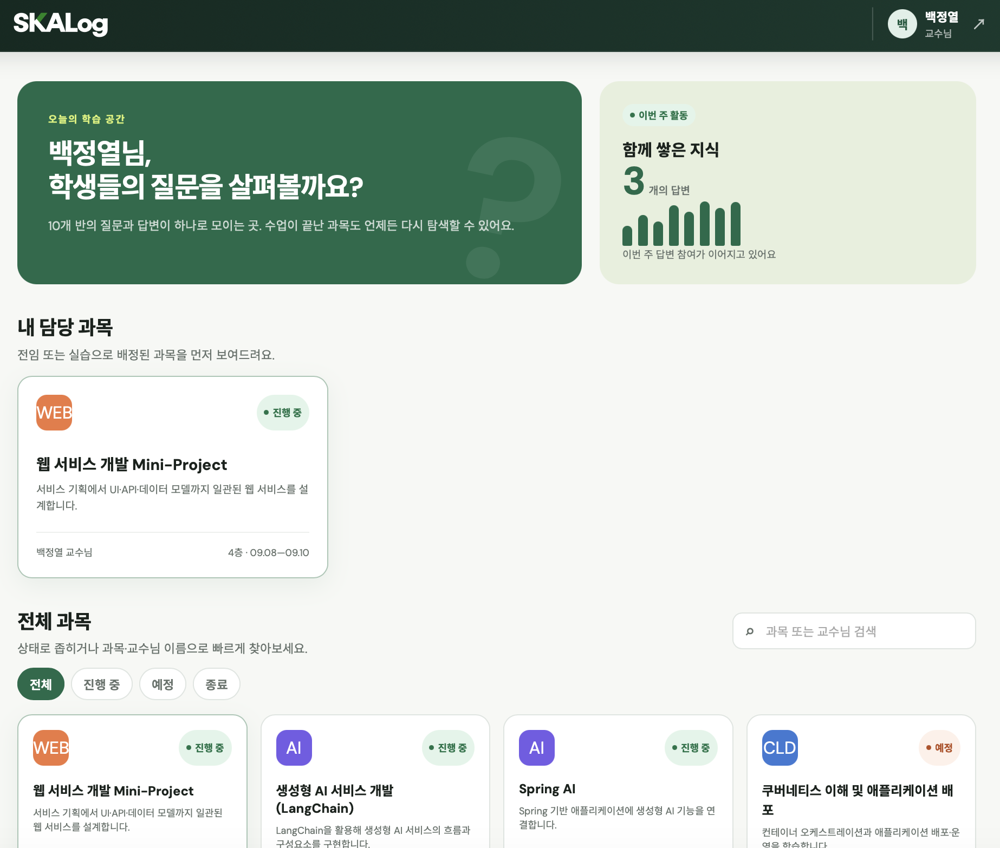 SKALog
백
백정열
교수님
↗
오늘의 학습 공간
백정열님,
학생들의 질문을 살펴볼까요?
10개 반의 질문과 답변이 하나로 모이는 곳. 수업이 끝난 과목도 언제든 다시 탐색할 수 있어요.
?
이번 주 활동
함께 쌓은 지식
3 개의 답변
이번 주 답변 참여가 이어지고 있어요
내 담당 과목
전임 또는 실습으로 배정된 과목을 먼저 보여드려요.
WEB
진행 중
웹 서비스 개발 Mini-Project
서비스 기획에서 UI·API·데이터 모델까지 일관된 웹 서비스를 설
계합니다.
백정열 교수님
4층 · 09.08—09.10
전체 과목
상태로 좁히거나 과목·교수님 이름으로 빠르게 찾아보세요.
과목 또는 교수님 검색
전체
진행 중
예정
종료
WEB
진행 중
웹 서비스 개발 Mini-Project
서비스 기획에서 UI·API·데이터 모델까지 일관된
웹 서비스를 설계합니다.
AI
진행 중
생성형 AI 서비스 개발
(LangChain)
LangChain을 활용해 생성형 AI 서비스의 흐름과
구성요소를 구현합니다.
AI
진행 중
Spring AI
Spring 기반 애플리케이션에 생성형 AI 기능을 연
결합니다.
CLD
예정
쿠버네티스 이해 및 애플리케이션 배
포
컨테이너 오케스트레이션과 애플리케이션 배포·운
영을 학습합니다.